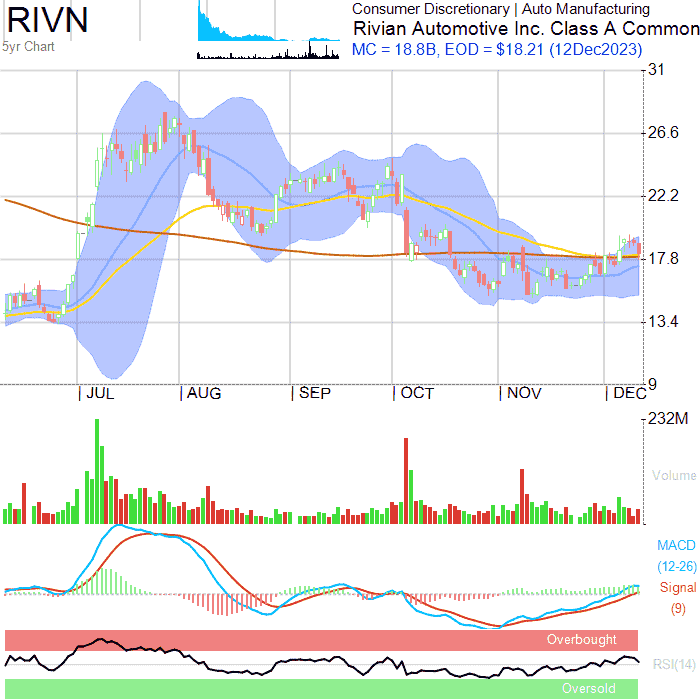 RIVN
5yr Chart
Consumer Discretionary | Auto Manufacturing
Rivian Automotive Inc. Class A Common
MC = 18.8B, EOD = $18.21 (12Dec2023)
31
26.6
22.2
17.8
13.4
9
JUL AUG SEP OCT NOV DEC
232M
Volume
MACD
(12-26)
Signal
(9)
Overbought
RSI(14)
Oversold